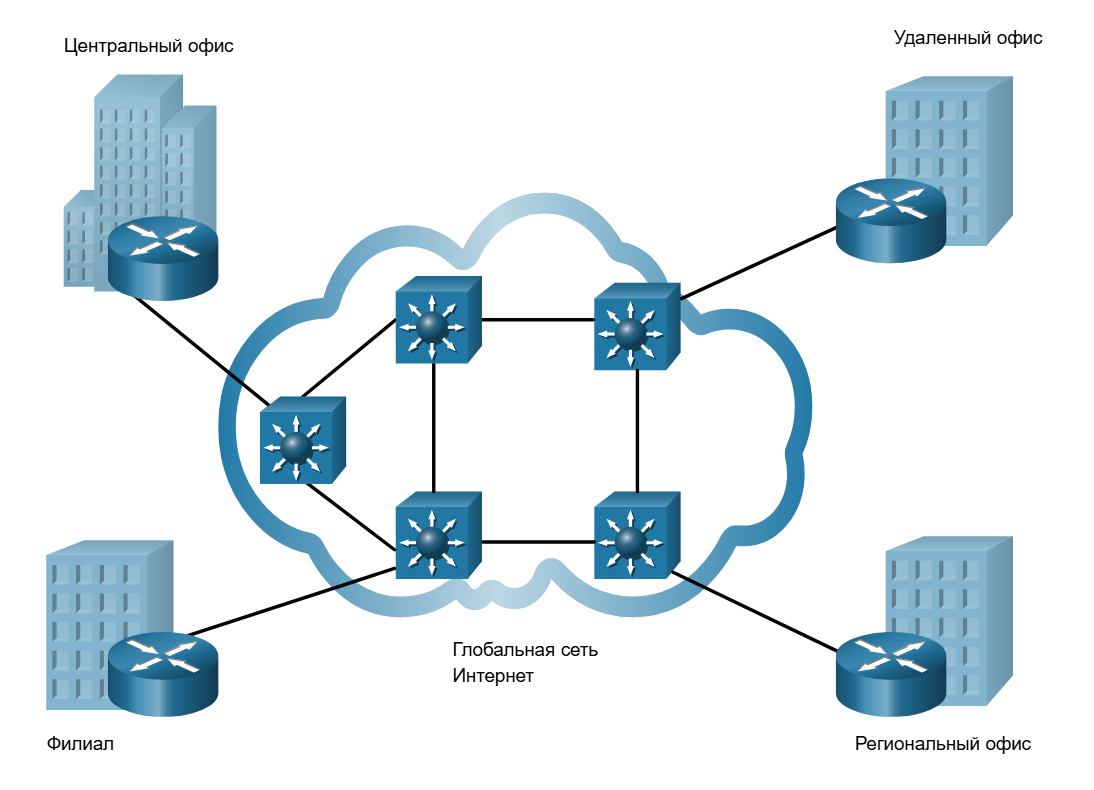 Центральный офис
Удаленный офис
Глобальная сеть
Интернет
Филиал
Региональный офис